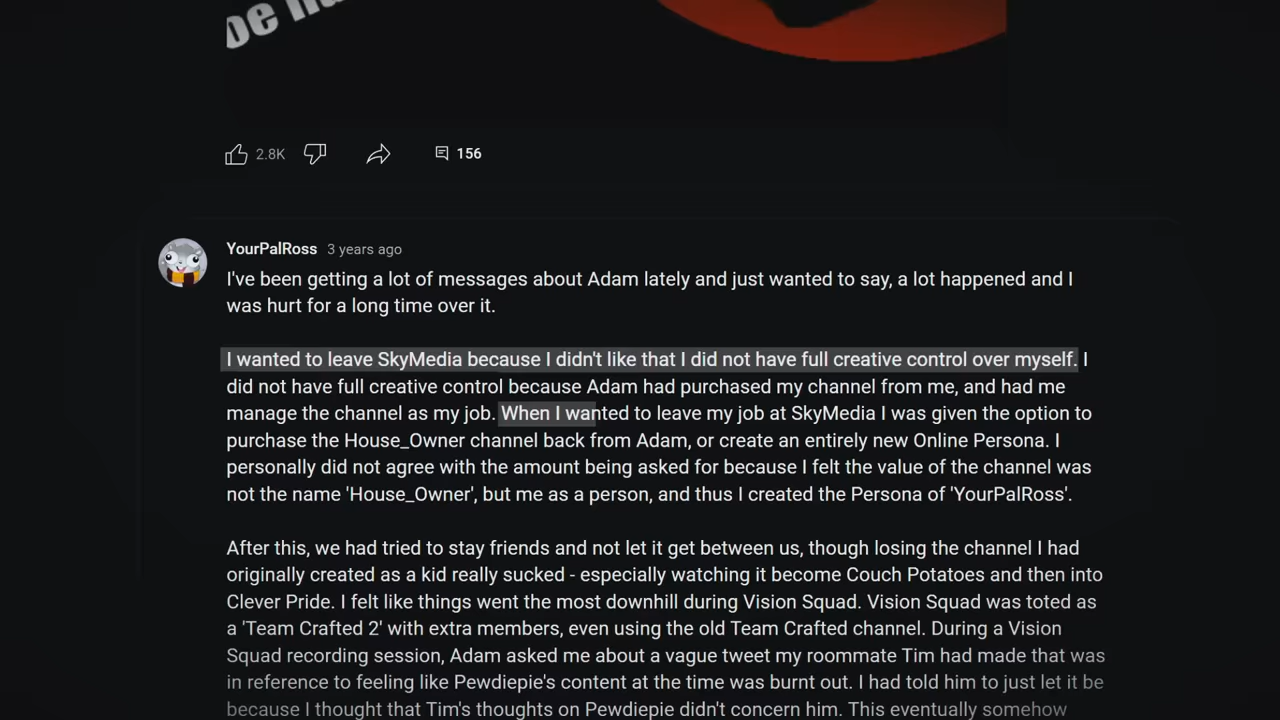 be
2.8K 156
YourPalRoss 3 years ago
I've been getting a lot of messages about Adam lately and just wanted to say, a lot happened and I
was hurt for a long time over it.
I wanted to leave SkyMedia because I didn't like that I did not have full creative control over myself. I
did not have full creative control because Adam had purchased my channel from me, and had me
manage the channel as my job. When I wanted to leave my job at SkyMedia I was given the option to
purchase the House_Owner channel back from Adam, or create an entirely new Online Persona. I
personally did not agree with the amount being asked for because I felt the value of the channel was
not the name 'House_Owner', but me as a person, and thus I created the Persona of 'YourPalRoss'.
After this, we had tried to stay friends and not let it get between us, though losing the channel I had
originally created as a kid really sucked - especially watching it become Couch Potatoes and then into
Clever Pride. I felt like things went the most downhill during Vision Squad. Vision Squad was toted as
a 'Team Crafted 2' with extra members, even using the old Team Crafted channel. During a Vision
Squad recording session, Adam asked me about a vague tweet my roommate Tim had made that was
in reference to feeling like Pewdiepie's content at the time was burnt out. I had told him to just let it be
because I thought that Tim's thoughts on Pewdiepie didn't concern him. This eventually somehow